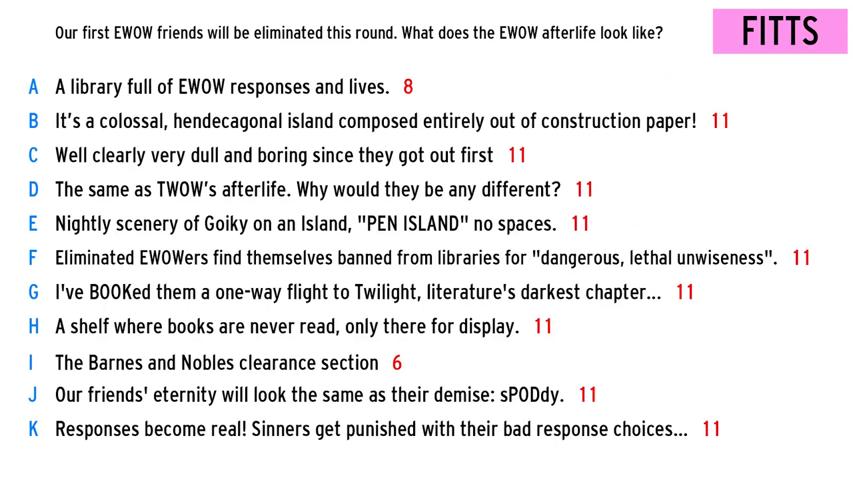 Our first EWOW friends will be eliminated this round. What does the EWOW afterlife look like?
FITTS
A A library full of EWOW responses and lives. 8
B It's a colossal, hendecagonal island composed entirely out of construction paper! 11
C Well clearly very dull and boring since they got out first 11
D The same as TWOW's afterlife. Why would they be any different? 11
E Nightly scenery of Goiky on an Island, "PEN ISLAND" no spaces. 11
F Eliminated EWOWers find themselves banned from libraries for "dangerous, lethal unwiseness". 11
G I've BOOKed them a one-way flight to Twilight, literature's darkest chapter... 11
H A shelf where books are never read, only there for display. 11
I The Barnes and Nobles clearance section 6
J Our friends' eternity will look the same as their demise: sPODdy. 11
K Responses become real! Sinners get punished with their bad response choices... 11